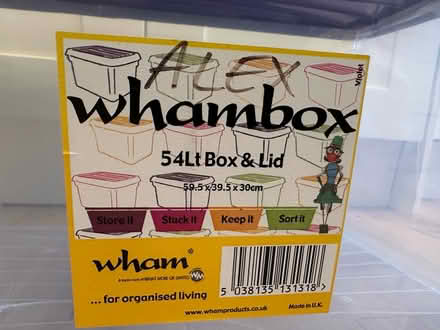 ALEX
Violet
whambox
54Lt Box & Lid
59.5 x 39.5 x 30cm
Store it Stack it Keep it Sort it
wham®
... for organised living
5 038135 131318 >
www.whamproducts.co.uk
Made in U.K.